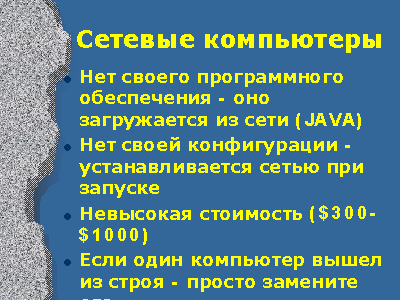 Сетевые компьютеры
Нет своего программного
обеспечения - оно
загружается из сети (JAVA)
Нет своей конфигурации -
устанавливается сетью при
запуске
Невысокая стоимость ($300-
$1000)
Если один компьютер вышел
из строя - просто замените